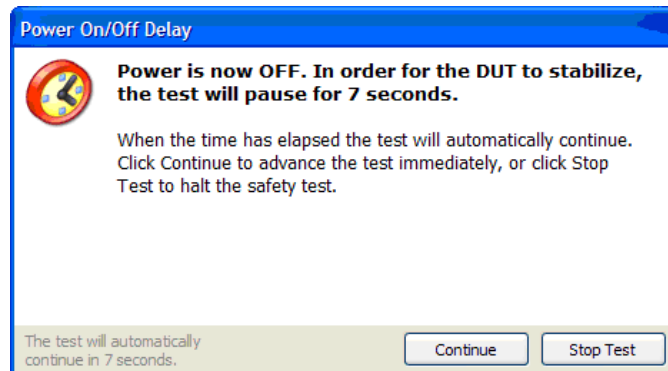 Power On/Off Delay
Power is now OFF. In order for the DUT to stabilize,
the test will pause for 7 seconds.
When the time has elapsed the test will automatically continue.
Click Continue to advance the test immediately, or click Stop
Test to halt the safety test.
The test will automatically
continue in 7 seconds.
Continue
Stop Test